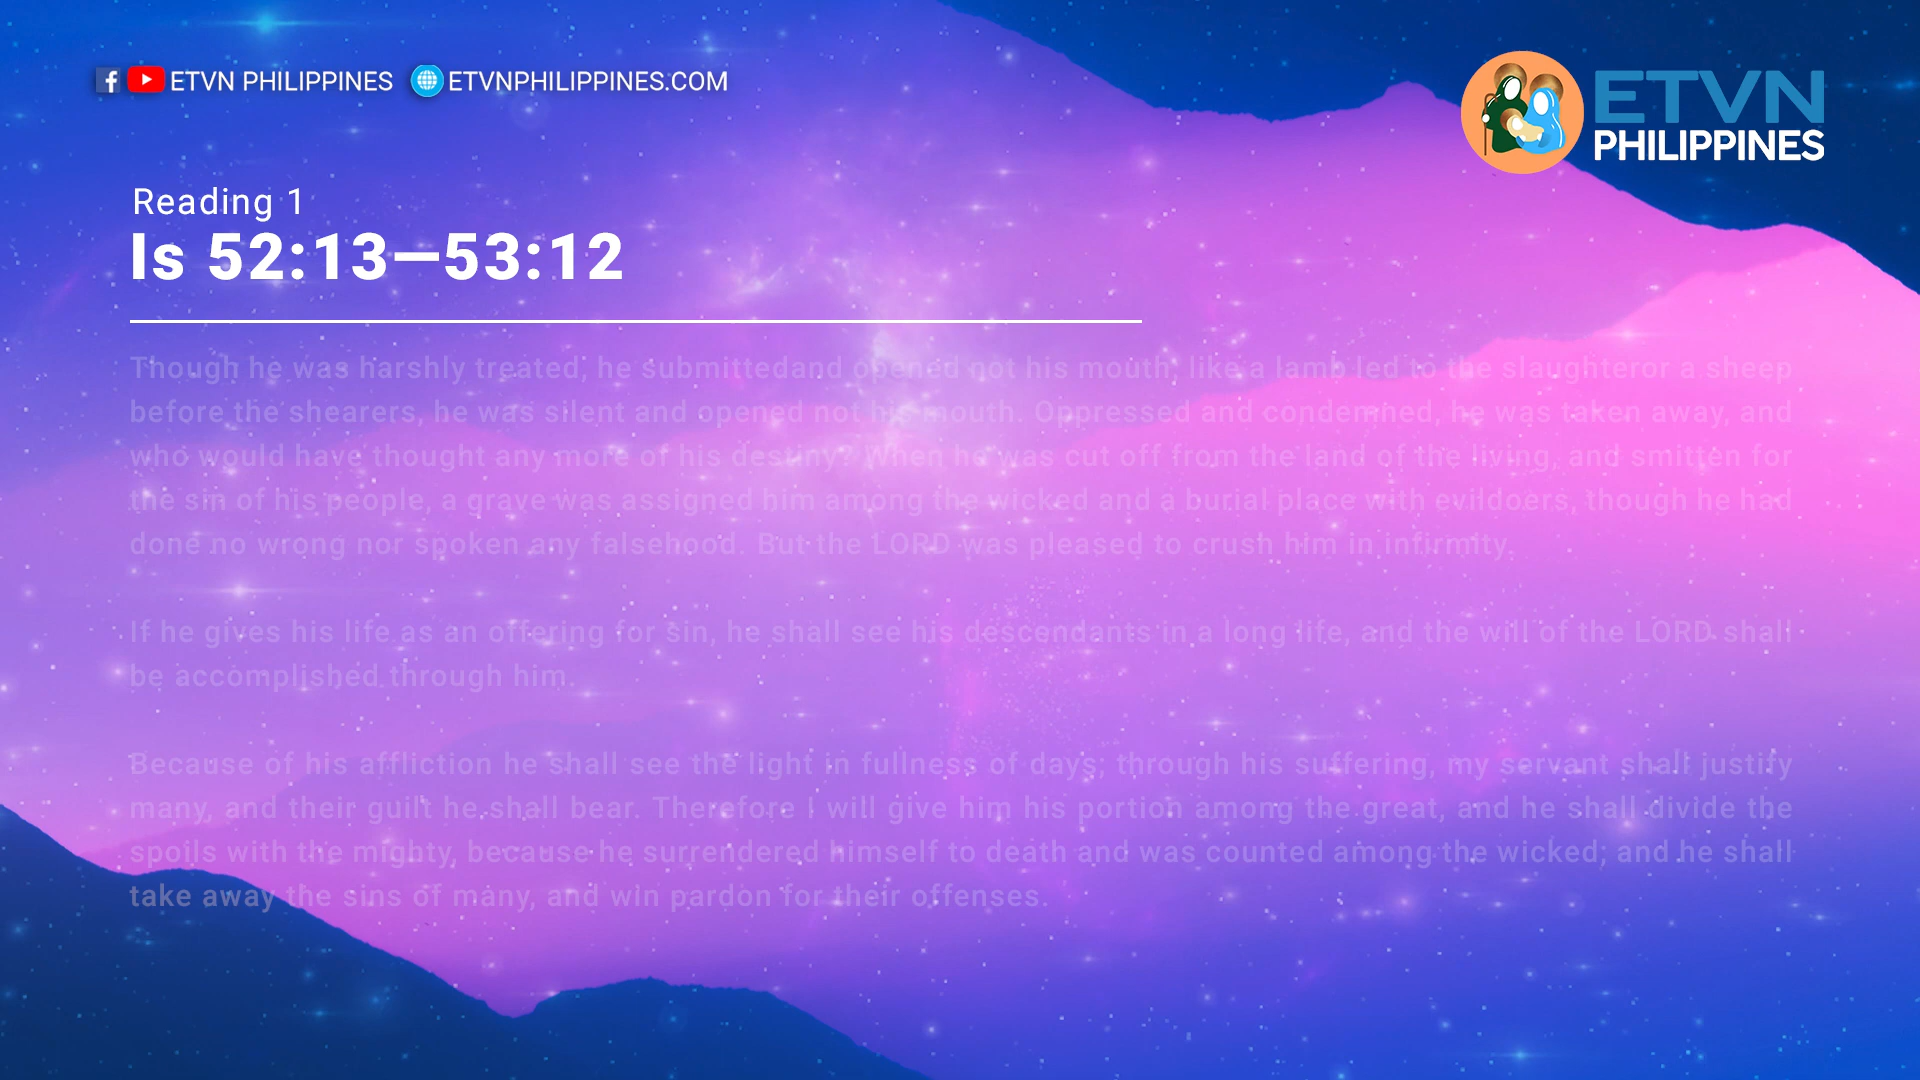 ETVN PHILIPPINES ETVNPHILIPPINES.COM
ETVN
PHILIPPINES
Reading 1
Is 52:13—53:12
Though he was harshly treated, he submittedand opened not his mouth; like a lamb led to the slaughteror a sheep
before the shearers, he was silent and opened not his mouth. Oppressed and condemned, he was taken away, and
who would have thought any more of his destiny? When he was cut off from the land of the living, and smitten for
the sin of his people, a grave was assigned him among the wicked and a burial place with evildoers, though he had
done no wrong nor spoken any falsehood. But the LORD was pleased to crush him in infirmity.
If he gives his life as an offering for sin, he shall see his descendants in a long life, and the will of the LORD shall
be accomplished through him.
Because of his affliction he shall see the light in fullness of days; through his suffering, my servant shall justify
many, and their guilt he shall bear. Therefore I will give him his portion among the great, and he shall divide the
spoils with the mighty, because he surrendered himself to death and was counted among the wicked; and he shall
take away the sins of many, and win pardon for their offenses.